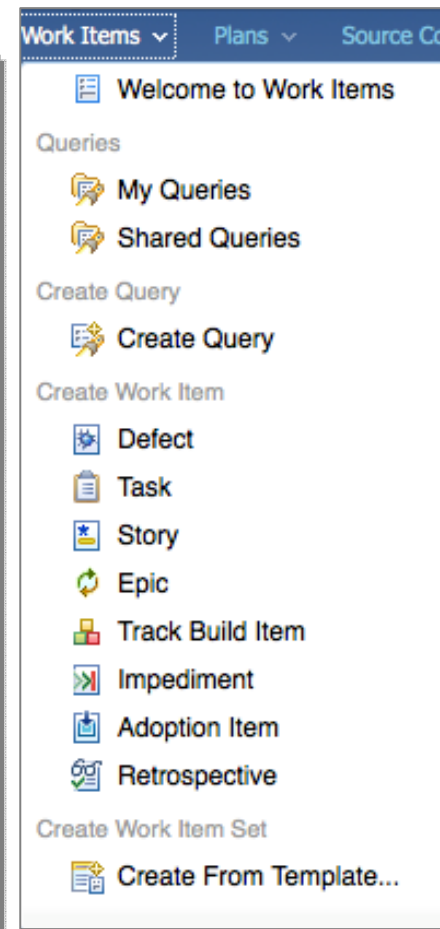 Work Items Plans Source Co
Welcome to Work Items
Queries
My Queries
Shared Queries
Create Query
Create Query
Create Work Item
Defect
Task
Story
Epic
Track Build Item
Impediment
Adoption Item
Retrospective
Create Work Item Set
Create From Template...